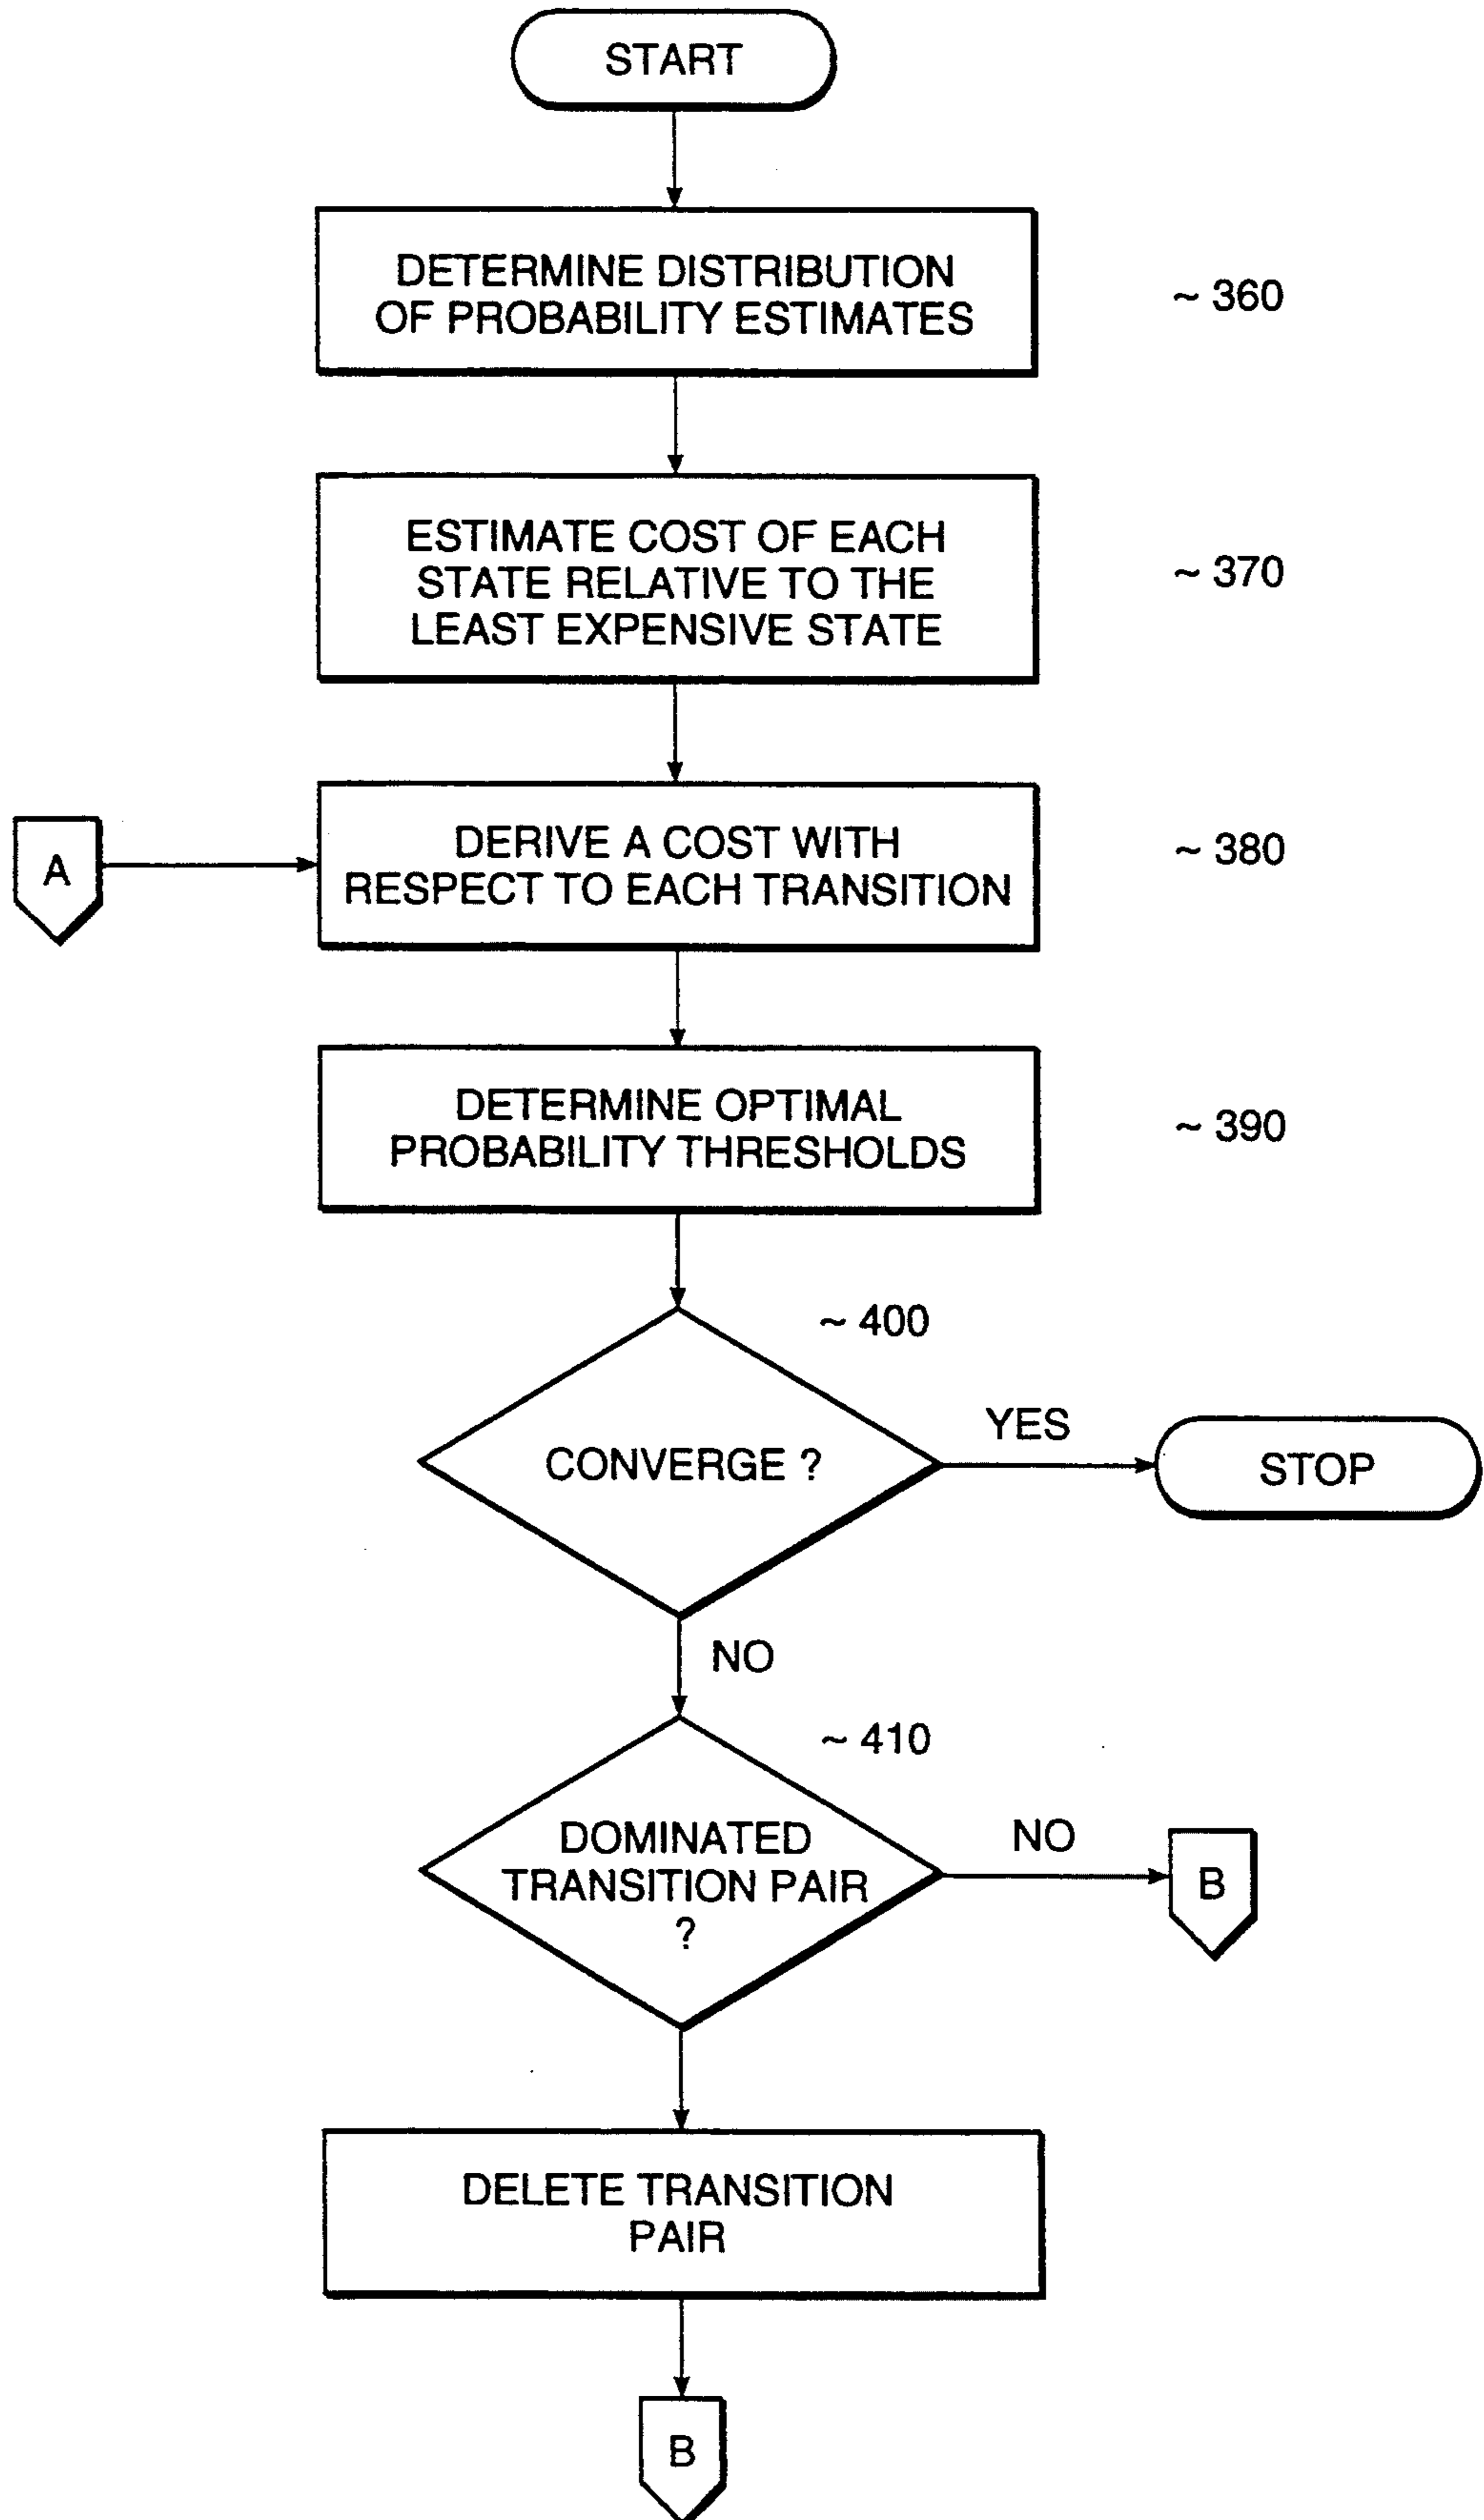 START
DETERMINE DISTRIBUTION
OF PROBABILITY ESTIMATES
~ 360
ESTIMATE COST OF EACH
STATE RELATIVE TO THE
LEAST EXPENSIVE STATE
~ 370
A
DERIVE A COST WITH
RESPECT TO EACH TRANSITION
~ 380
DETERMINE OPTIMAL
PROBABILITY THRESHOLDS
~ 390
~ 400
CONVERGE ?
YES
STOP
NO
~ 410
DOMINATED
TRANSITION PAIR
?
NO
B
DELETE TRANSITION
PAIR
B